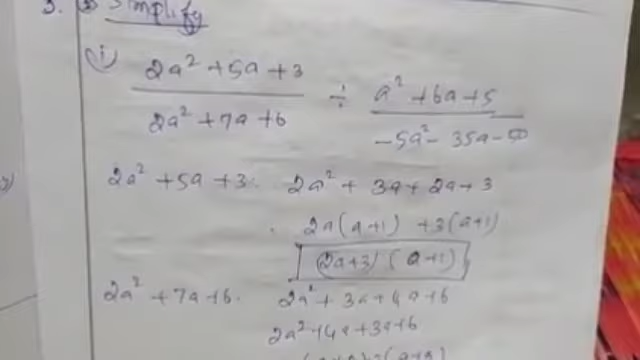 3. Simplify
(i) 2a² + 5a + 3 / 2a² + 7a + 6 ÷ a² + 6a + 5 / -5a² - 35a - 50
2a² + 5a + 3. 2a² + 3a + 2a + 3
2a(a+1) + 3(a+1)
(2a+3) (a+1)
2a² + 7a + 6. 2a² + 3a + 4a + 6
2a² + 4a + 3a + 6